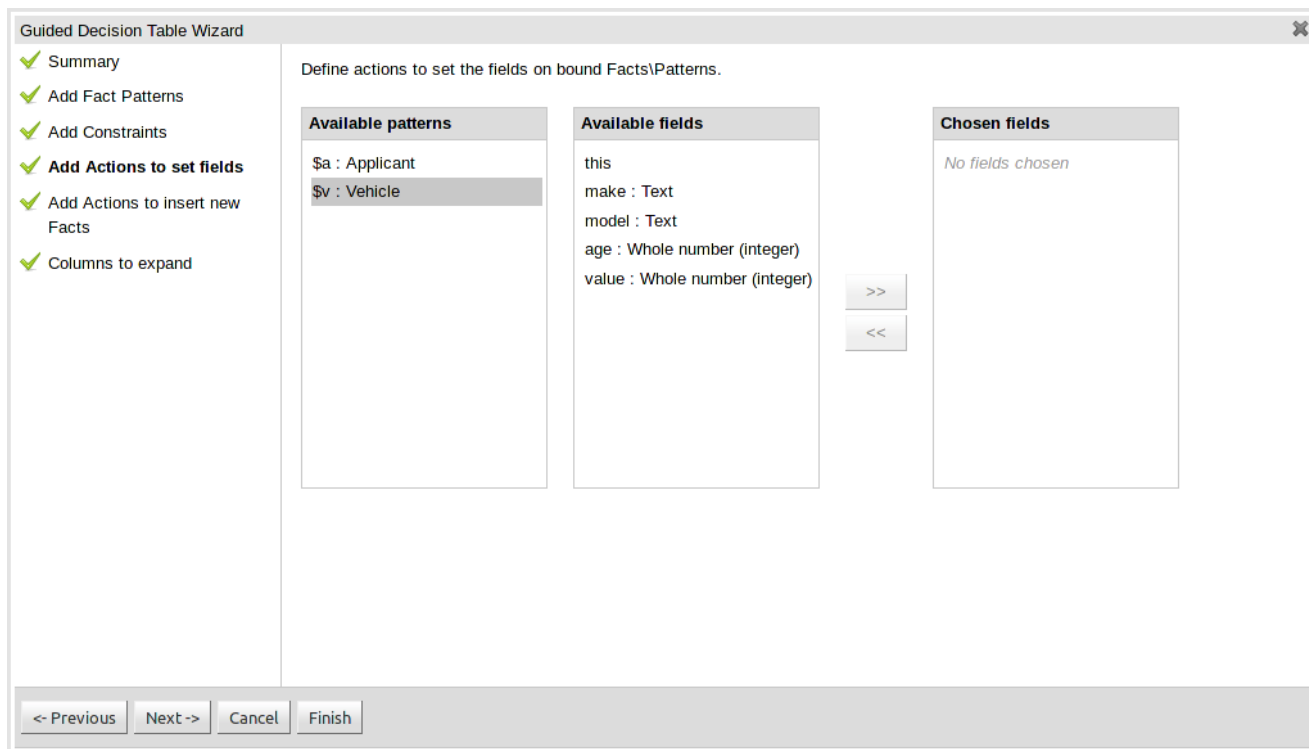 Guided Decision Table Wizard
Summary
Add Fact Patterns
Add Constraints
Add Actions to set fields
Add Actions to insert new
Facts
Columns to expand
Define actions to set the fields on bound Facts\Patterns.
Available patterns
$a : Applicant
$v : Vehicle
Available fields
this
make : Text
model : Text
age : Whole number (integer)
value : Whole number (integer)
>>
<<
Chosen fields
No fields chosen
<- Previous
Next ->
Cancel
Finish